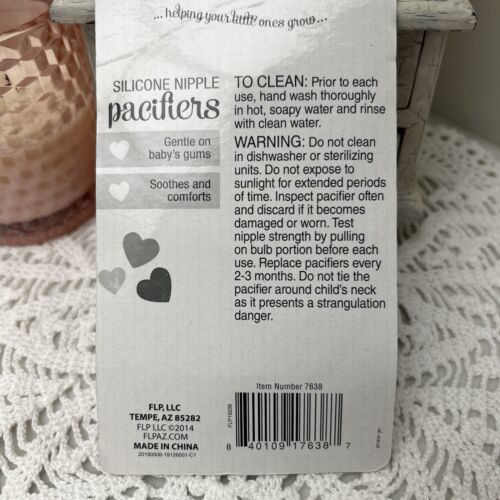 ...helping your little ones grow...
SILICONE NIPPLE
pacifiers
Gentle on
baby's gums
Soothes and
comforts
TO CLEAN: Prior to each
use, hand wash thoroughly
in hot, soapy water and rinse
with clean water.
WARNING: Do not clean
in dishwasher or sterilizing
units. Do not expose to
sunlight for extended periods
of time. Inspect pacifier often
and discard if it becomes
damaged or worn. Test
nipple strength by pulling
on bulb portion before each
use. Replace pacifiers every
2-3 months. Do not tie the
pacifier around child's neck
as it presents a strangulation
danger.
FLP, LLC
TEMPE, AZ 85282
FLP LLC ©2014
FLPAZ.COM
MADE IN CHINA
20190506-19126001-C1
Item Number 7638
8 40109 17638 7